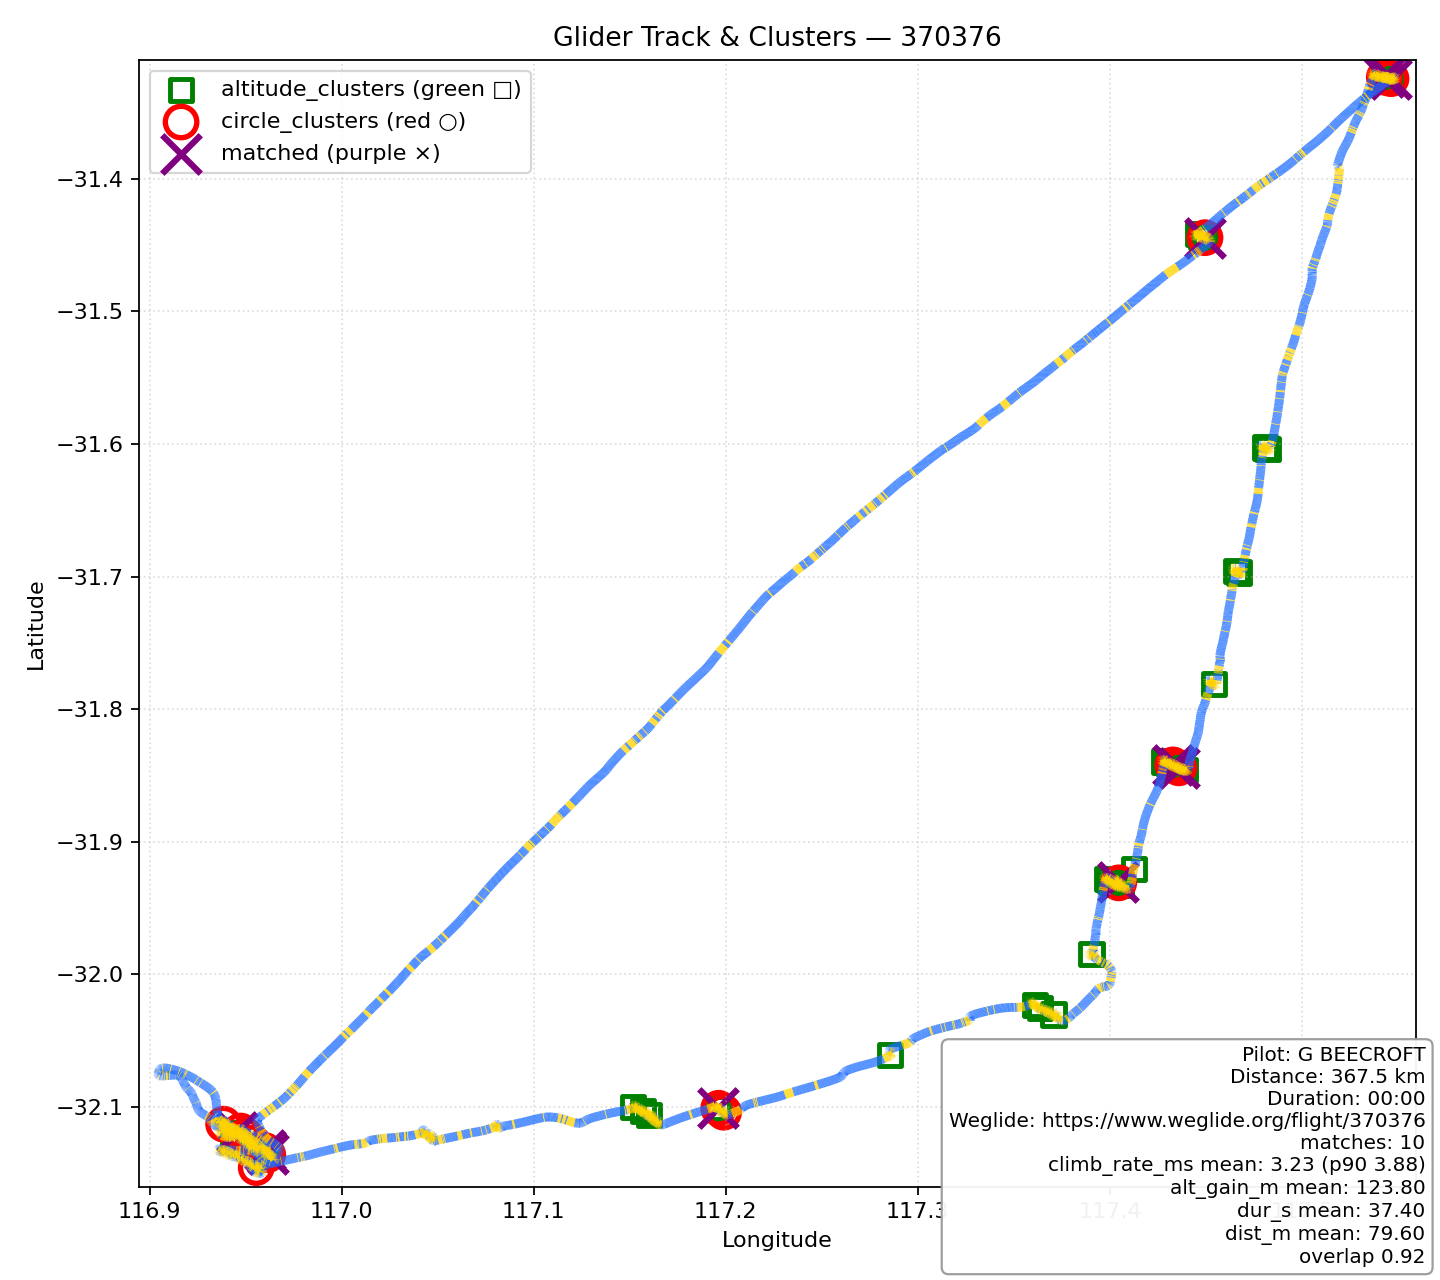 Glider Track & Clusters — 370376
altitude_clusters (green □)
circle_clusters (red ○)
matched (purple ×)
Latitude
−31.4
−31.5
−31.6
−31.7
−31.8
−31.9
−32.0
−32.1
116.9
117.0
117.1
117.2
117.3
117.4
Longitude
Pilot: G BEECROFT
Distance: 367.5 km
Duration: 00:00
Weglide: https://www.weglide.org/flight/370376
matches: 10
climb_rate_ms mean: 3.23 (p90 3.88)
alt_gain_m mean: 123.80
dur_s mean: 37.40
dist_m mean: 79.60
overlap 0.92